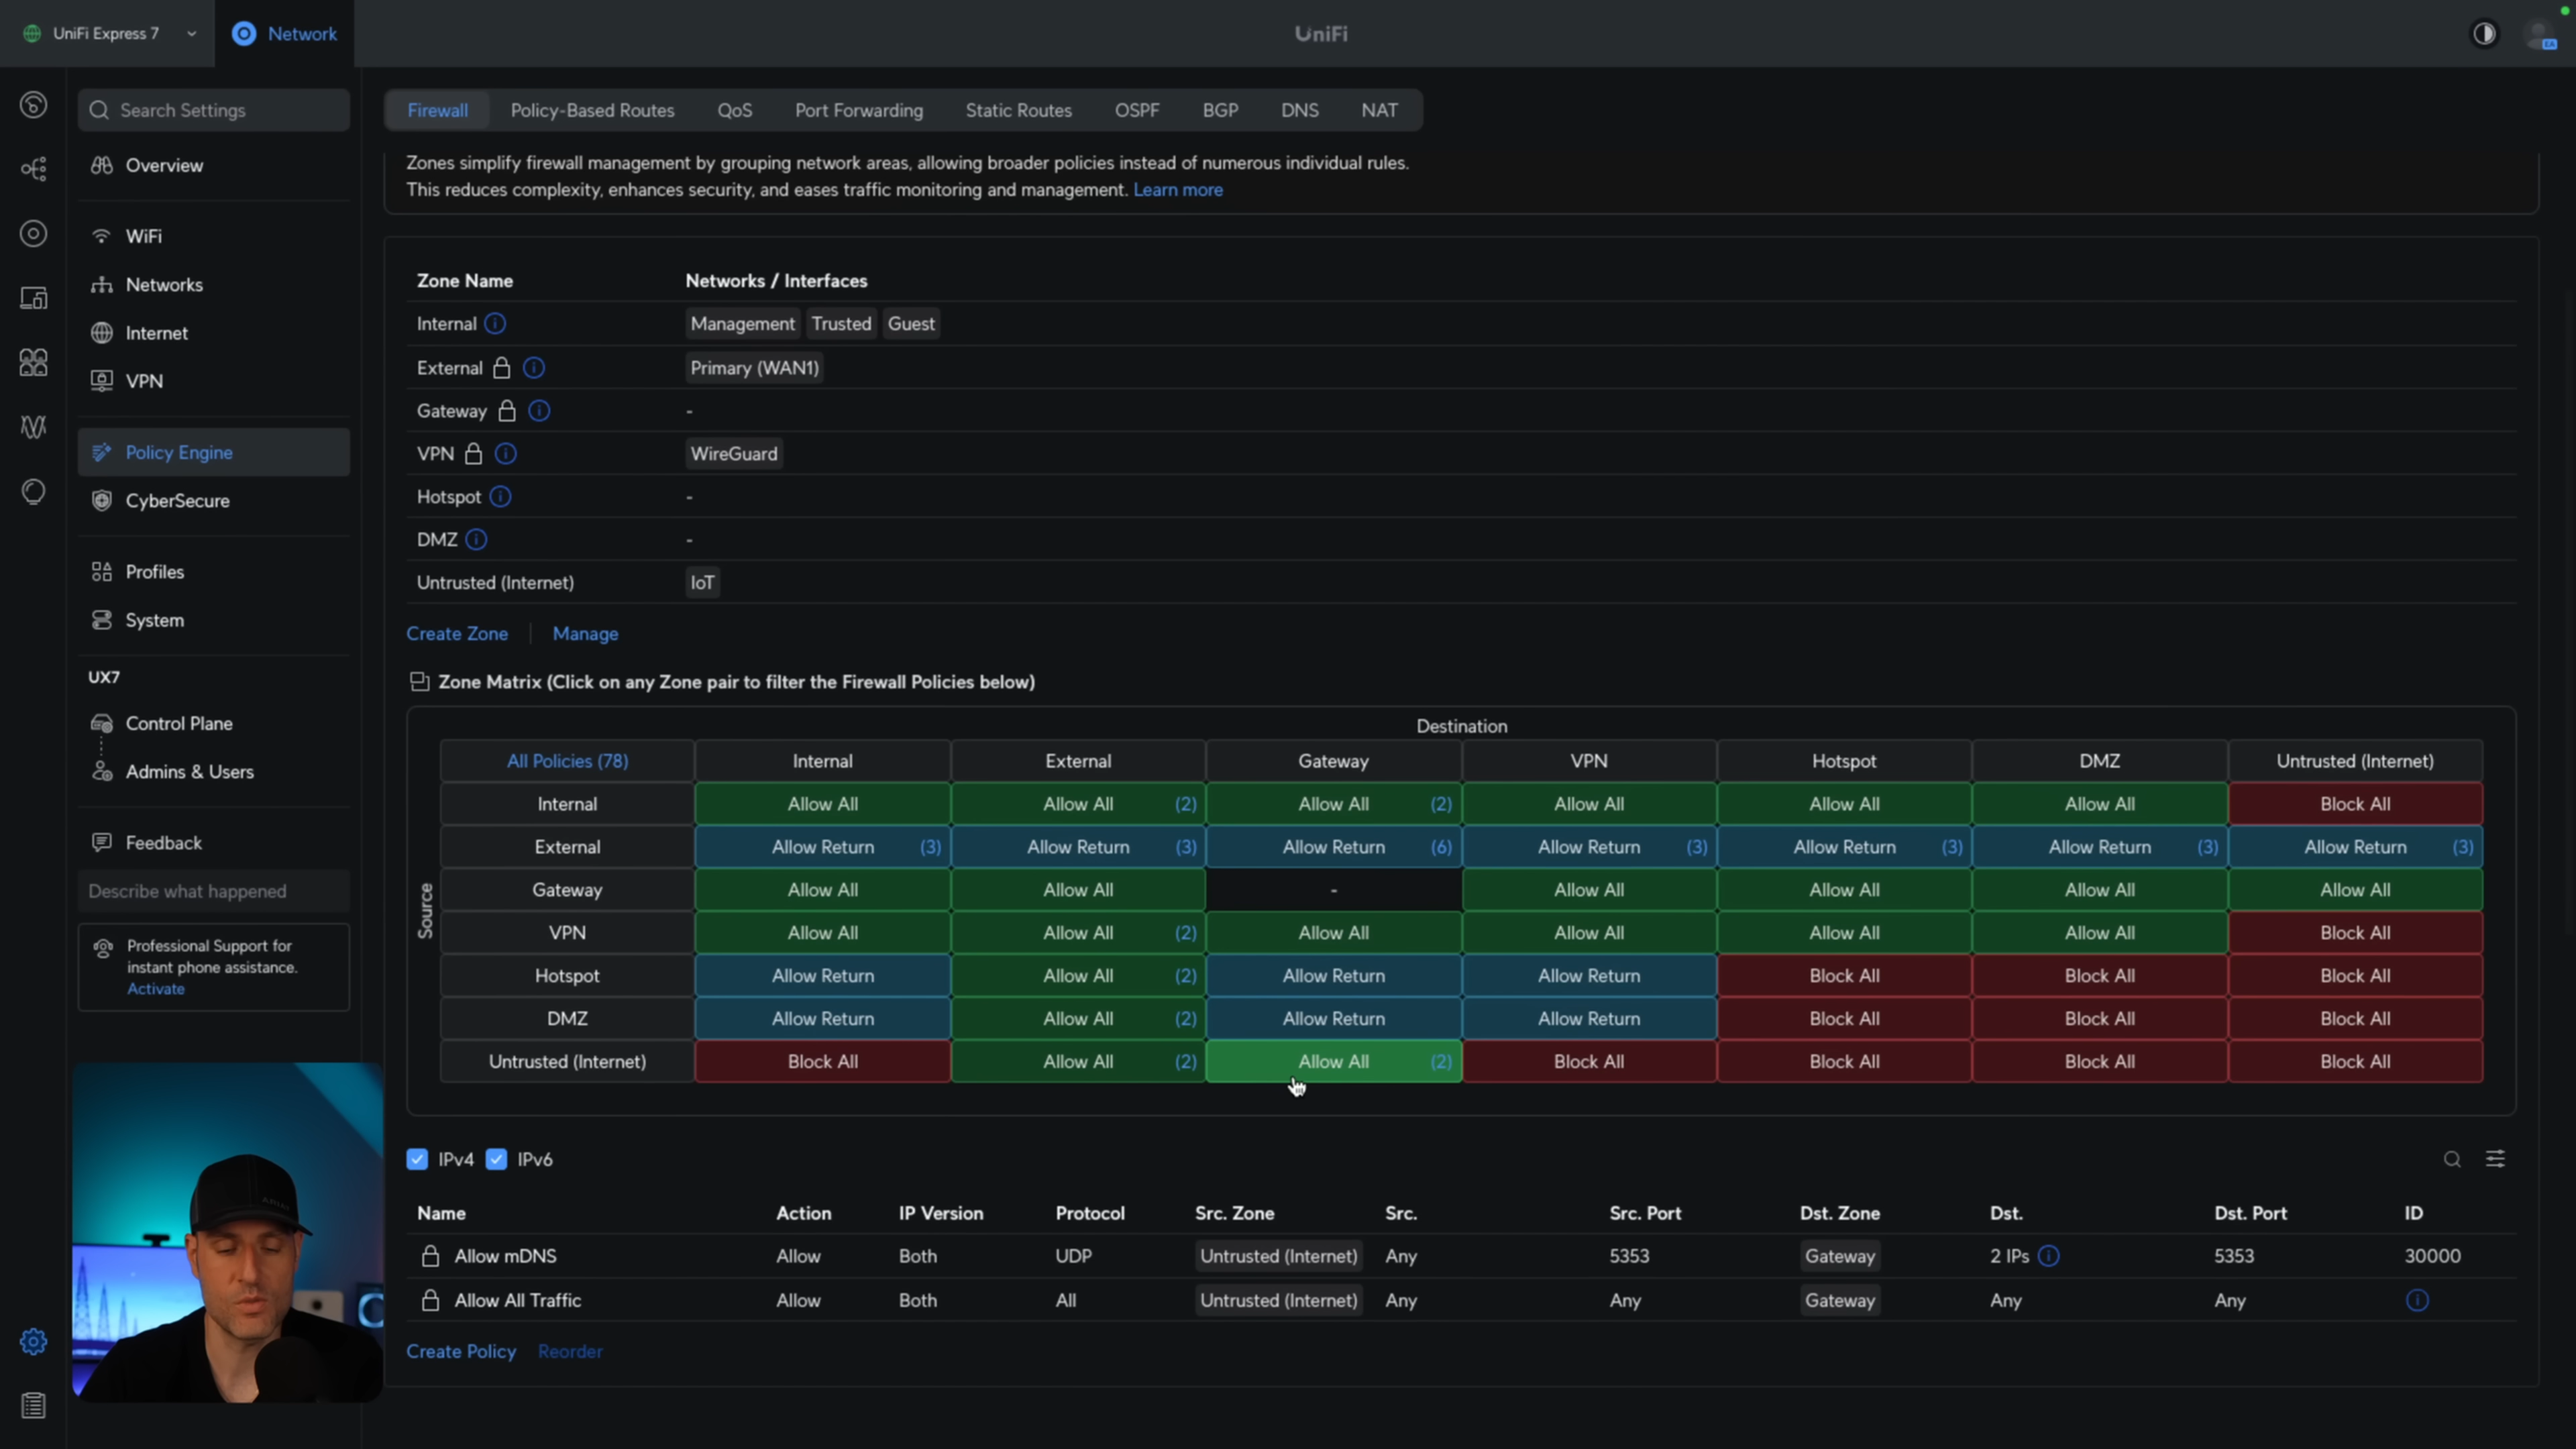 UniFi Express 7
Network
UniFi
Search Settings
Overview
WiFi
Networks
Internet
VPN
Policy Engine
CyberSecure
Profiles
System
UX7
Control Plane
Admins & Users
Feedback
Describe what happened
Professional Support for
instant phone assistance.
Activate
Firewall Policy-Based Routes QoS Port Forwarding Static Routes OSPF BGP DNS NAT
Zones simplify firewall management by grouping network areas, allowing broader policies instead of numerous individual rules.
This reduces complexity, enhances security, and eases traffic monitoring and management. Learn more
Zone Name Networks / Interfaces
Internal Management Trusted Guest
External Primary (WAN1)
Gateway -
VPN WireGuard
Hotspot -
DMZ -
Untrusted (Internet) IoT
Create Zone Manage
Zone Matrix (Click on any Zone pair to filter the Firewall Policies below)
Destination
Source
All Policies (78) Internal External Gateway VPN Hotspot DMZ Untrusted (Internet)
Internal Allow All Allow All (2) Allow All (2) Allow All Allow All Allow All Block All
External Allow Return (3) Allow Return (3) Allow Return (6) Allow Return (3) Allow Return (3) Allow Return (3) Allow Return (3)
Gateway Allow All Allow All - Allow All Allow All Allow All Allow All
VPN Allow All Allow All (2) Allow All Allow All Allow All Allow All Block All
Hotspot Allow Return Allow All (2) Allow Return Allow Return Block All Block All Block All
DMZ Allow Return Allow All (2) Allow Return Allow Return Block All Block All Block All
Untrusted (Internet) Block All Allow All (2) Allow All (2) Block All Block All Block All Block All
IPv4 IPv6
Name Action IP Version Protocol Src. Zone Src. Src. Port Dst. Zone Dst. Dst. Port ID
Allow mDNS Allow Both UDP Untrusted (Internet) Any 5353 Gateway 2 IPs 5353 30000
Allow All Traffic Allow Both All Untrusted (Internet) Any Any Gateway Any Any
Create Policy Reorder